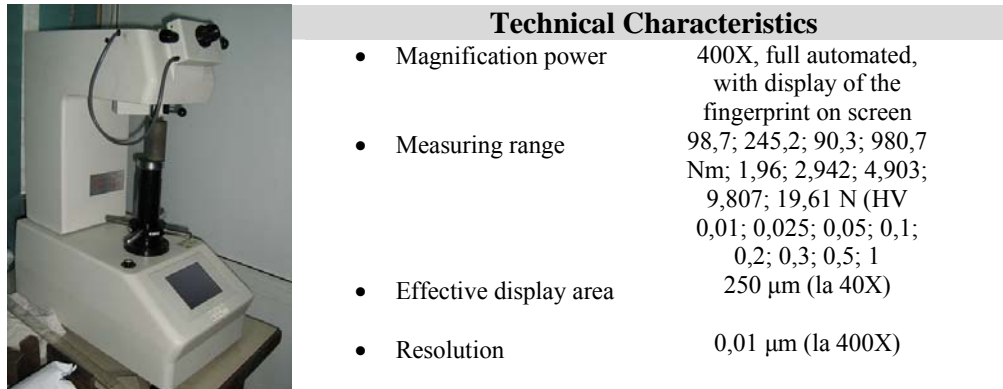 Technical Characteristics
• Magnification power 400X, full automated,
with display of the
fingerprint on screen
• Measuring range 98,7; 245,2; 90,3; 980,7
Nm; 1,96; 2,942; 4,903;
9,807; 19,61 N (HV
0,01; 0,025; 0,05; 0,1;
0,2; 0,3; 0,5; 1
• Effective display area 250 μm (la 40X)
• Resolution 0,01 μm (la 400X)